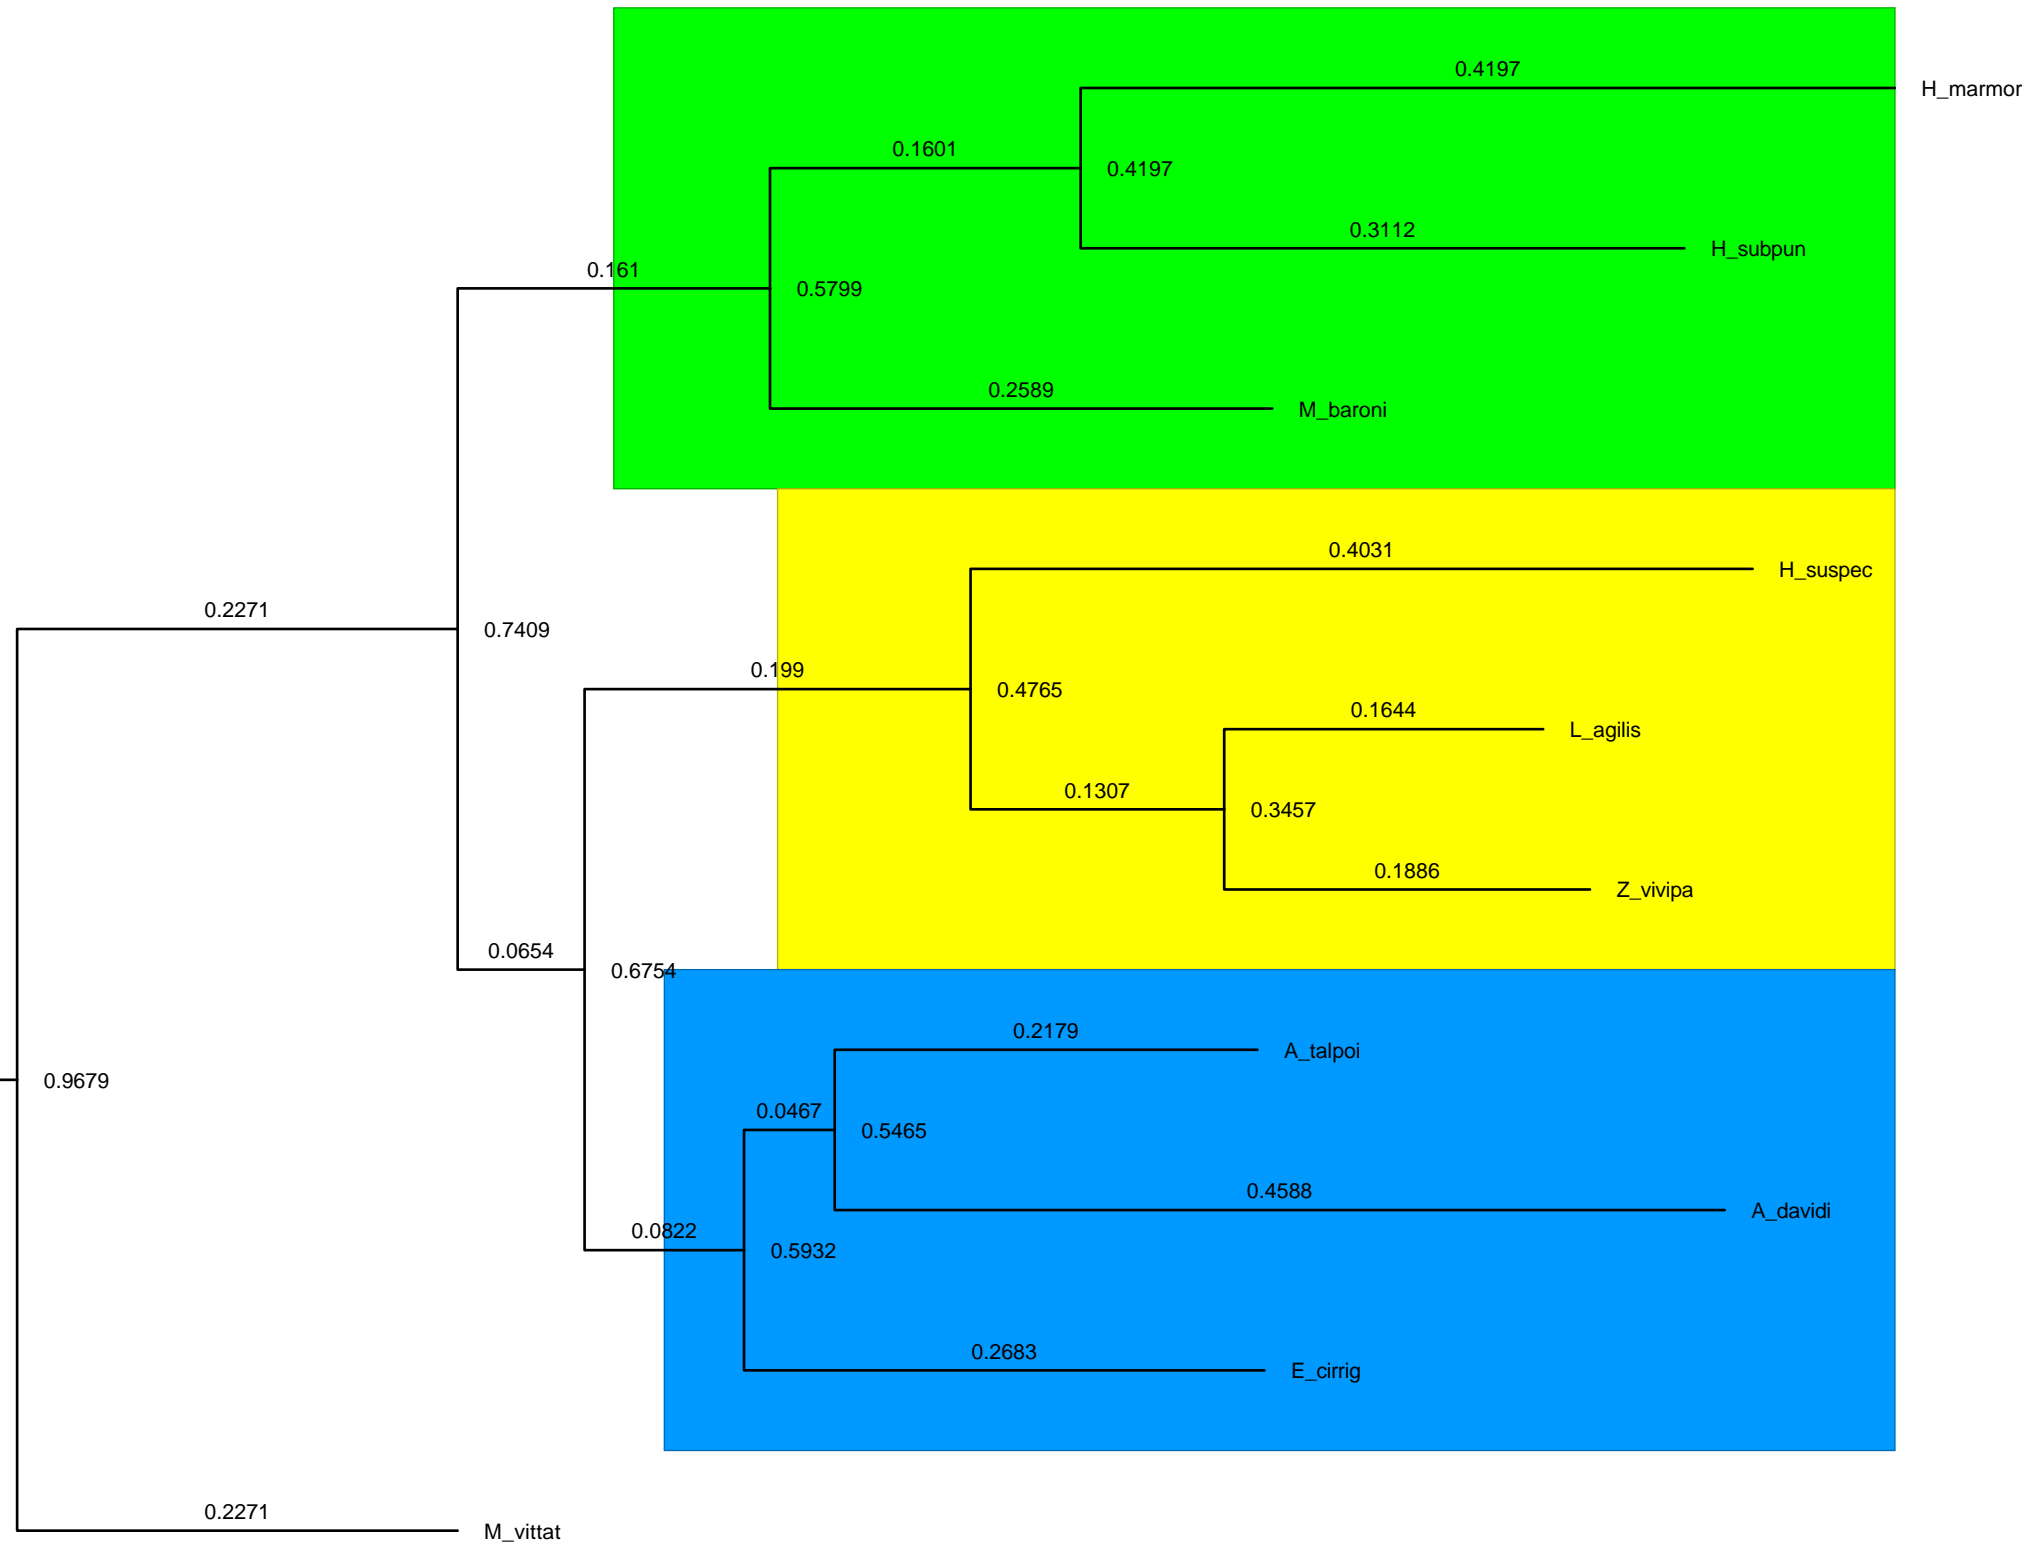 0.4197
H_marmor
0.1601
0.4197
0.3112
H_subpun
0.161
0.5799
0.2589
M_baroni
0.4031
H_suspec
0.2271
0.7409
0.199
0.4765
0.1644
L_agilis
0.1307
0.3457
0.1886
Z_vivipa
0.0654
0.6754
0.2179
A_talpoi
0.9679
0.0467
0.5465
0.4588
A_davidi
0.0822
0.5932
0.2683
E_cirrig
0.2271
M_vittat